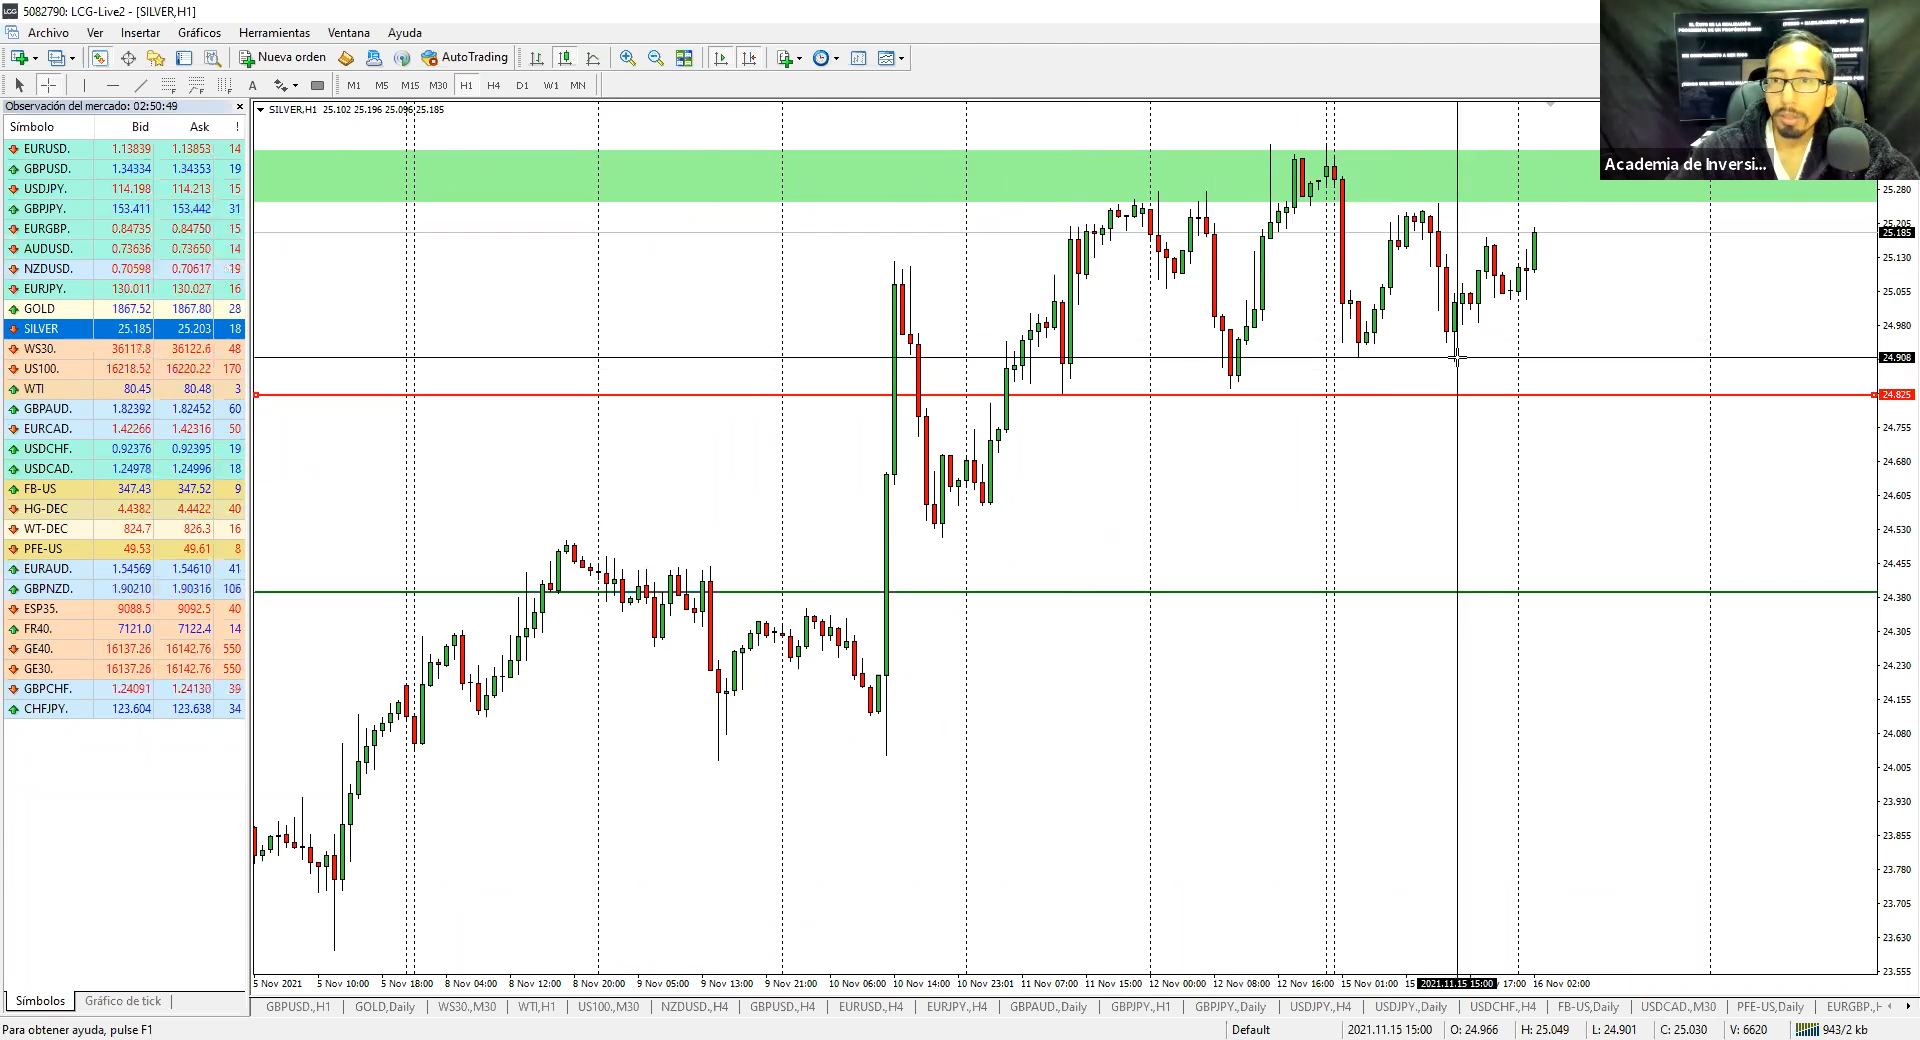 5082790: LCG-Live2 - [SILVER,H1]
Archivo Ver Insertar Gráficos Herramientas Ventana Ayuda
Nueva orden AutoTrading
A M1 M5 M15 M30 H1 H4 D1 W1 MN
Observación del mercado: 02:50:49
Símbolo Bid Ask !
EURUSD. 1.13839 1.13853 14
GBPUSD. 1.34334 1.34353 19
USDJPY. 114.198 114.213 15
GBPJPY. 153.411 153.442 31
EURGBP. 0.84735 0.84750 15
AUDUSD. 0.73636 0.73650 14
NZDUSD. 0.70598 0.70617 19
EURJPY. 130.011 130.027 16
GOLD 1867.52 1867.80 28
SILVER 25.185 25.203 18
WS30. 36117.8 36122.6 48
US100. 16218.52 16220.22 170
WTI 80.45 80.48 3
GBPAUD. 1.82392 1.82452 60
EURCAD. 1.42266 1.42316 50
USDCHF. 0.92376 0.92395 19
USDCAD. 1.24978 1.24996 18
FB-US 347.43 347.52 9
HG-DEC 4.4382 4.4422 40
WT-DEC 824.7 826.3 16
PFE-US 49.53 49.61 8
EURAUD. 1.54569 1.54610 41
GBPNZD. 1.90210 1.90316 106
ESP35. 9088.5 9092.5 40
FR40. 7121.0 7122.4 14
GE40. 16137.26 16142.76 550
GE30. 16137.26 16142.76 550
GBPCHF. 1.24091 1.24130 39
CHFJPY. 123.604 123.638 34
Símbolos Gráfico de tick
SILVER,H1 25.102 25.196 25.096 25.185
Academia de Inversi...
25.280
25.205
25.185
25.130
25.055
24.980
24.908
24.825
24.755
24.680
24.605
24.530
24.455
24.380
24.305
24.230
24.155
24.080
24.005
23.930
23.855
23.780
23.705
23.630
23.555
5 Nov 2021 5 Nov 10:00 5 Nov 18:00 8 Nov 04:00 8 Nov 12:00 8 Nov 20:00 9 Nov 05:00 9 Nov 13:00 9 Nov 21:00 10 Nov 06:00 10 Nov 14:00 10 Nov 23:01 11 Nov 07:00 11 Nov 15:00 12 Nov 00:00 12 Nov 08:00 12 Nov 16:00 15 Nov 01:00 15 2021.11.15 15:00 17:00 16 Nov 02:00
GBPUSD.,H1 GOLD,Daily WS30.,M30 WTI,H1 US100.,M30 NZDUSD.,H4 GBPUSD.,H4 EURUSD.,H4 EURJPY.,H4 GBPAUD.,Daily GBPJPY.,H1 GBPJPY.,Daily USDJPY.,H4 USDJPY.,Daily USDCHF.,H4 FB-US,Daily USDCAD.,M30 PFE-US,Daily EURGBP.,H
Para obtener ayuda, pulse F1 Default 2021.11.15 15:00 O: 24.966 H: 25.049 L: 24.901 C: 25.030 V: 6620 943/2 kb